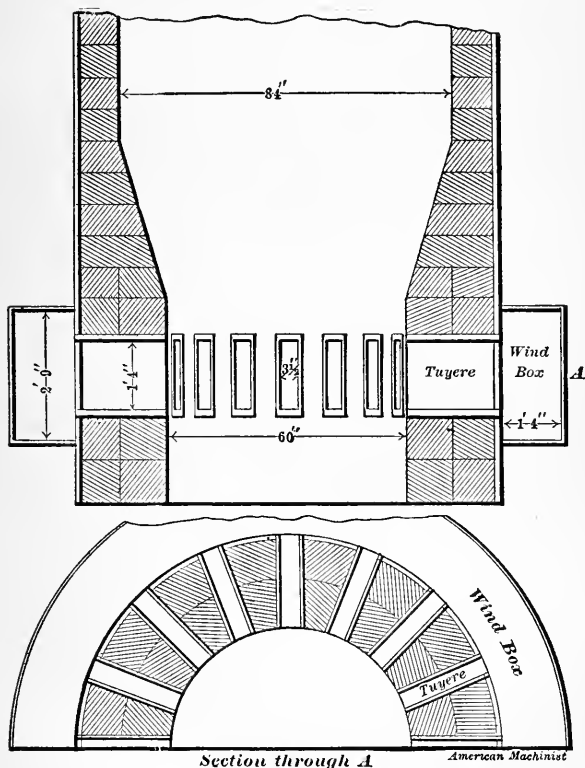 84"
3½"
2'-0"
1'-4"
Tuyere
Wind
Box
A
1'-4"
60"
Wind Box
Tuyere
Section through A
American Machinist